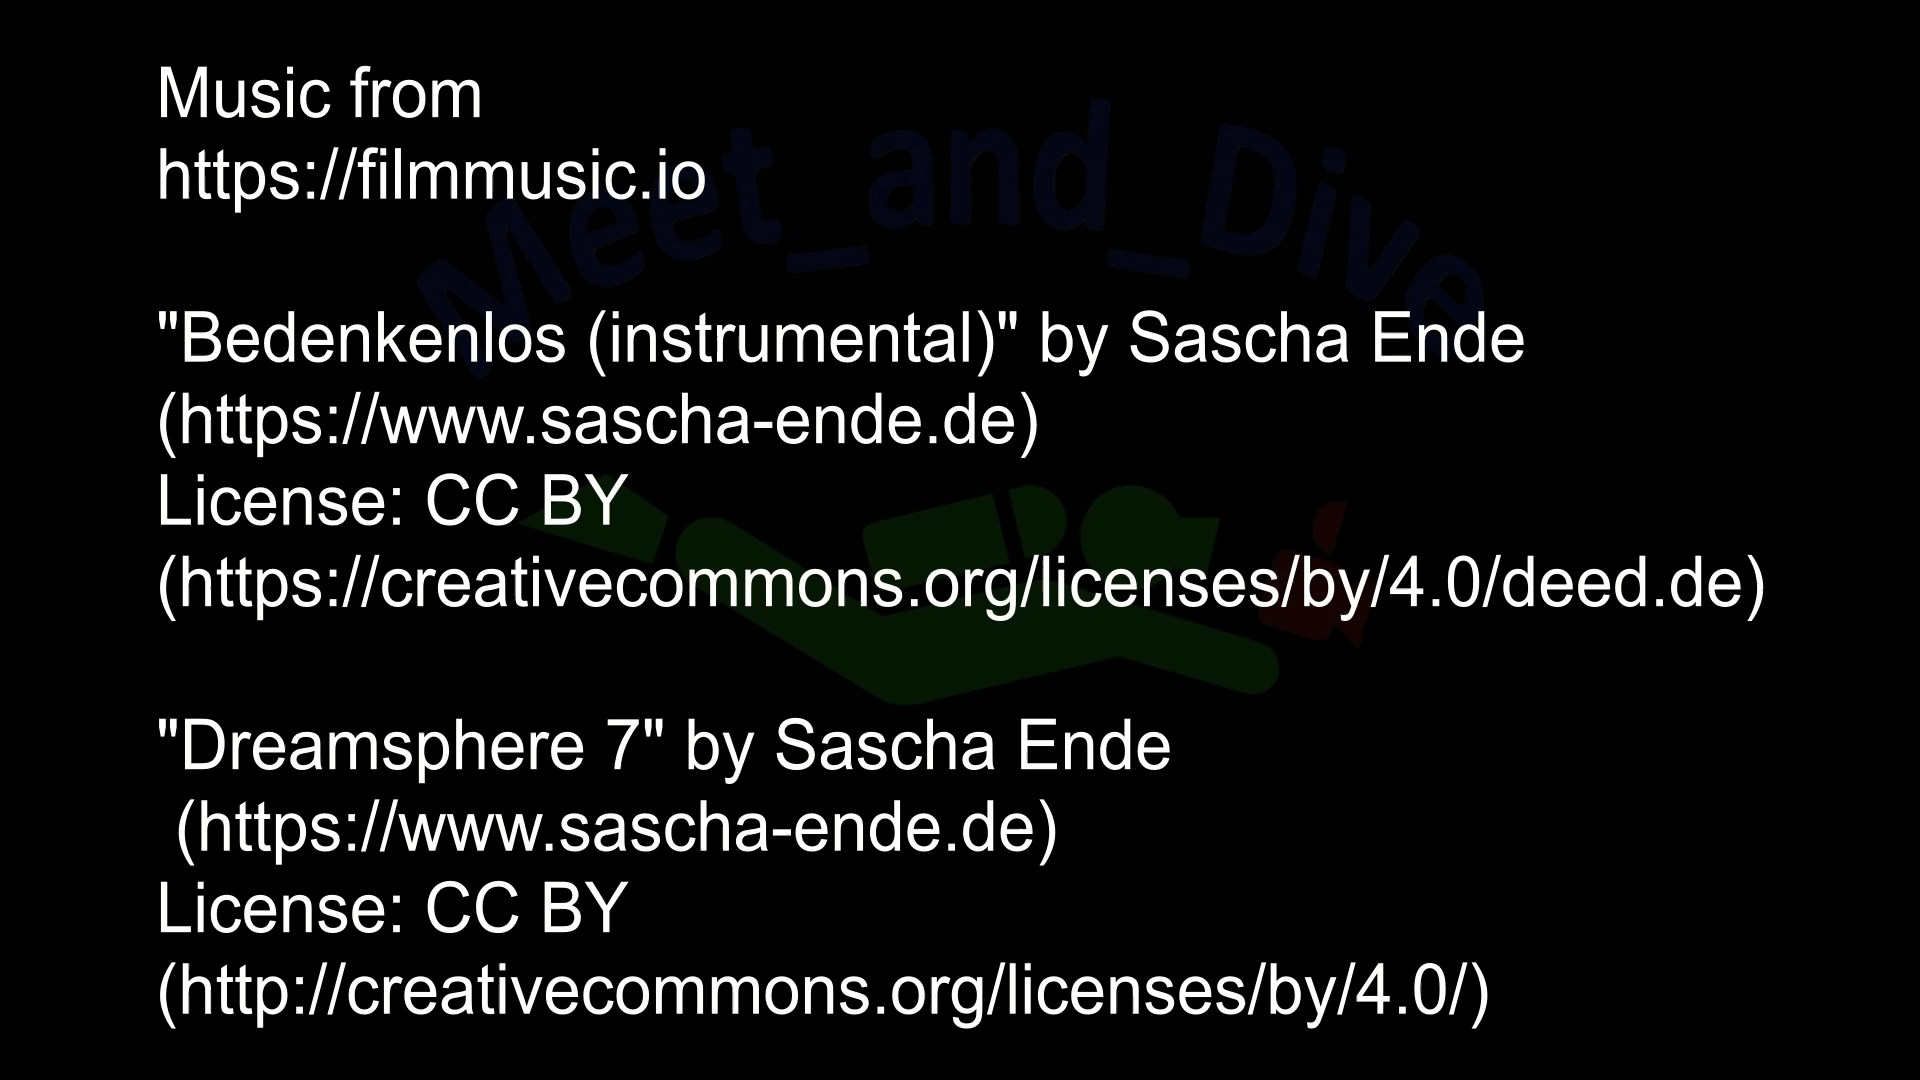 Music from
https://filmmusic.io
Meet_and_Dive
"Bedenkenlos (instrumental)" by Sascha Ende
(https://www.sascha-ende.de)
License: CC BY
(https://creativecommons.org/licenses/by/4.0/deed.de)
"Dreamsphere 7" by Sascha Ende
(https://www.sascha-ende.de)
License: CC BY
(http://creativecommons.org/licenses/by/4.0/)